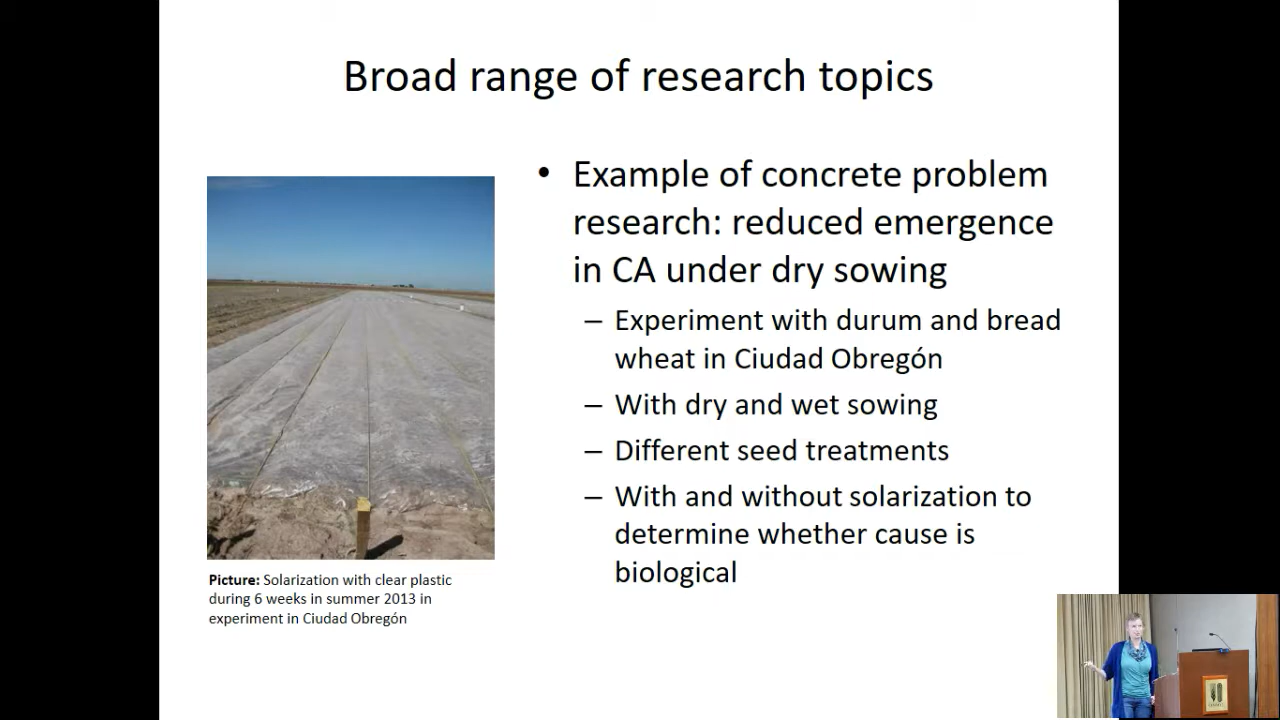 Broad range of research topics
• Example of concrete problem
research: reduced emergence
in CA under dry sowing
– Experiment with durum and bread
wheat in Ciudad Obregón
– With dry and wet sowing
– Different seed treatments
– With and without solarization to
determine whether cause is
biological
Picture: Solarization with clear plastic
during 6 weeks in summer 2013 in
experiment in Ciudad Obregón